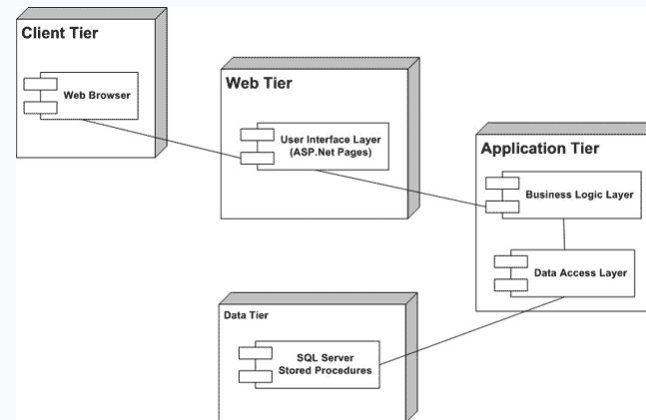 Client Tier
Web Browser
Web Tier
User Interface Layer
(ASP.Net Pages)
Application Tier
Business Logic Layer
Data Access Layer
Data Tier
SQL Server
Stored Procedures